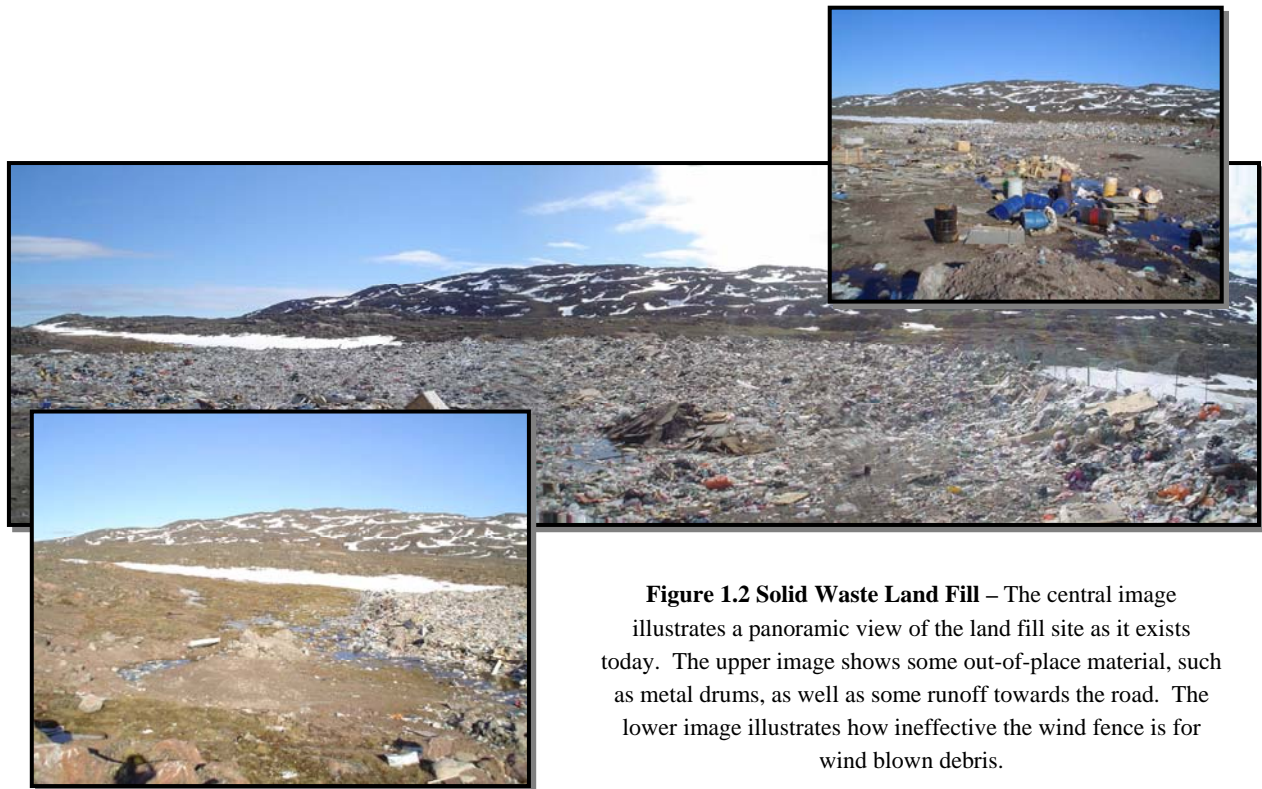 Figure 1.2 Solid Waste Land Fill – The central image
illustrates a panoramic view of the land fill site as it exists
today.  The upper image shows some out-of-place material, such
as metal drums, as well as some runoff towards the road.  The
lower image illustrates how ineffective the wind fence is for
wind blown debris.